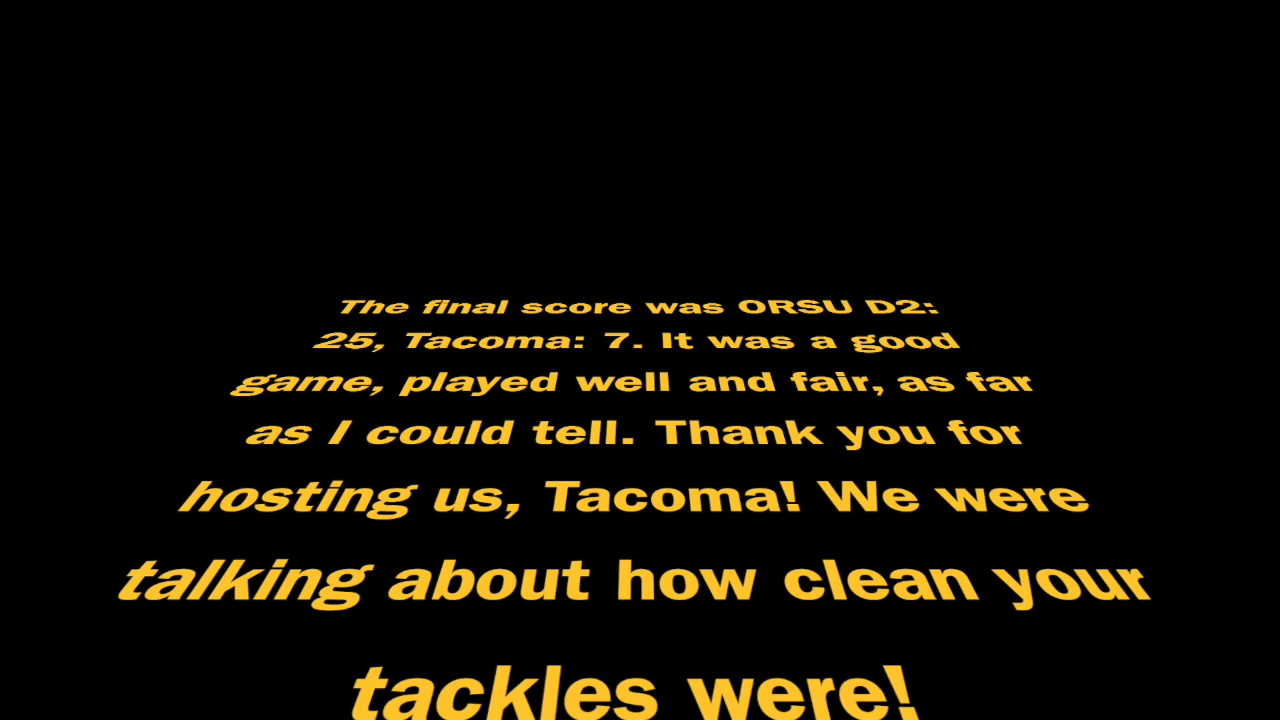 The final score was ORSU D2:
25, Tacoma: 7. It was a good
game, played well and fair, as far
as I could tell. Thank you for
hosting us, Tacoma! We were
talking about how clean your
tackles were!